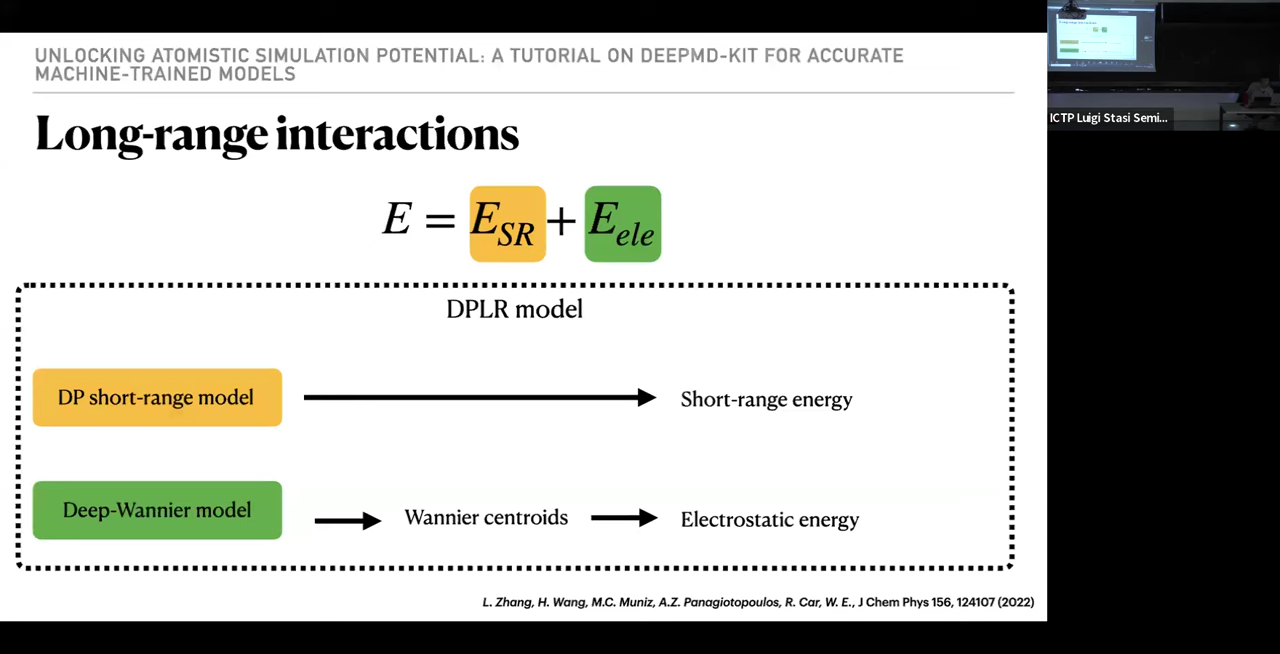 UNLOCKING ATOMISTIC SIMULATION POTENTIAL: A TUTORIAL ON DEEPMD-KIT FOR ACCURATE
MACHINE-TRAINED MODELS
Long-range interactions
E = E_SR + E_ele
DPLR model
DP short-range model
Short-range energy
Deep-Wannier model
Wannier centroids
Electrostatic energy
L. Zhang, H. Wang, M.C. Muniz, A.Z. Panagiotopoulos, R. Car, W. E., J Chem Phys 156, 124107 (2022)
ICTP Luigi Stasi Semi...